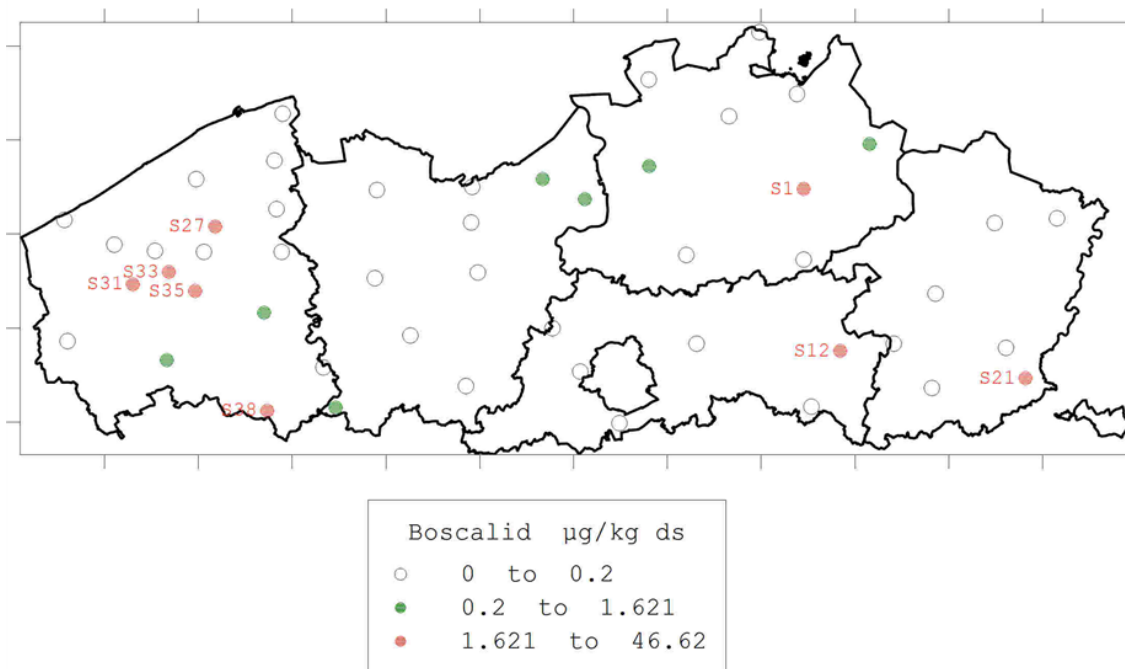 S1
S27
S33
S31
S35
S12
S21
S38
Boscalid µg/kg ds
0 to 0.2
0.2 to 1.621
1.621 to 46.62